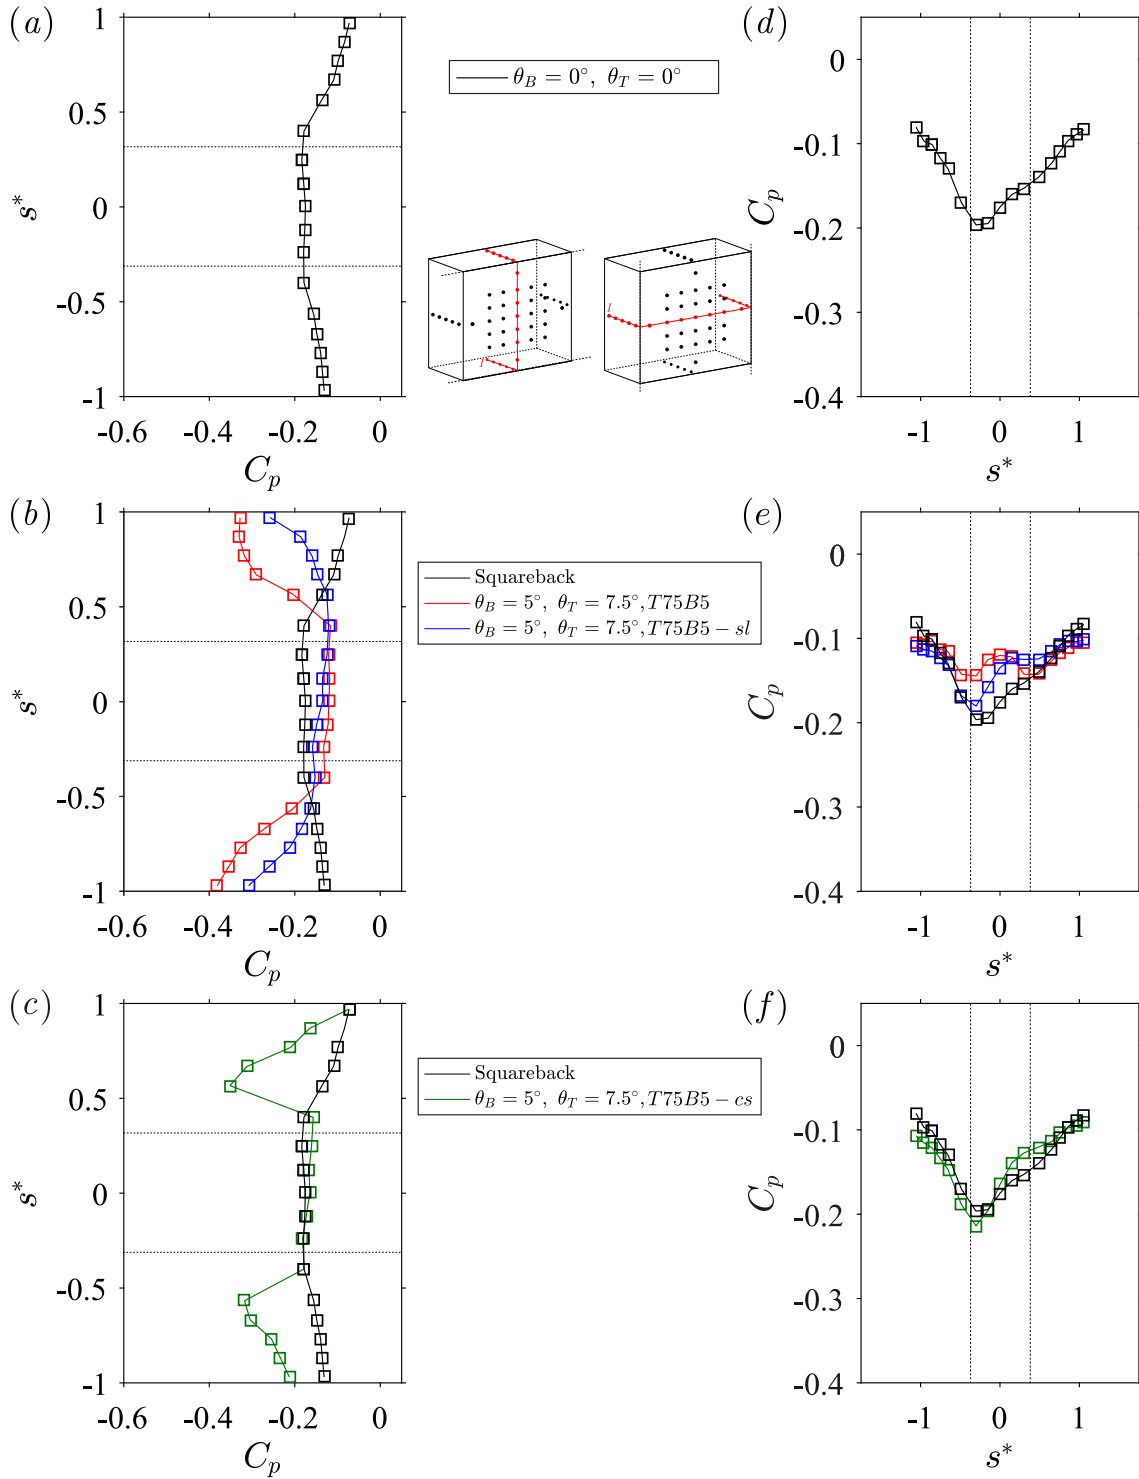 (a)
1
0.5
0
-0.5
-1
s*
-0.6 -0.4 -0.2 0
C_p
θ_B = 0°, θ_T = 0°
I
I
(d)
0
-0.1
-0.2
-0.3
-0.4
C_p
-1 0 1
s*
(b)
1
0.5
0
-0.5
-1
s*
-0.6 -0.4 -0.2 0
C_p
Squareback
θ_B = 5°, θ_T = 7.5°, T75B5
θ_B = 5°, θ_T = 7.5°, T75B5 − sl
(e)
0
-0.1
-0.2
-0.3
-0.4
C_p
-1 0 1
s*
(c)
1
0.5
0
-0.5
-1
s*
-0.6 -0.4 -0.2 0
C_p
Squareback
θ_B = 5°, θ_T = 7.5°, T75B5 − cs
(f)
0
-0.1
-0.2
-0.3
-0.4
C_p
-1 0 1
s*